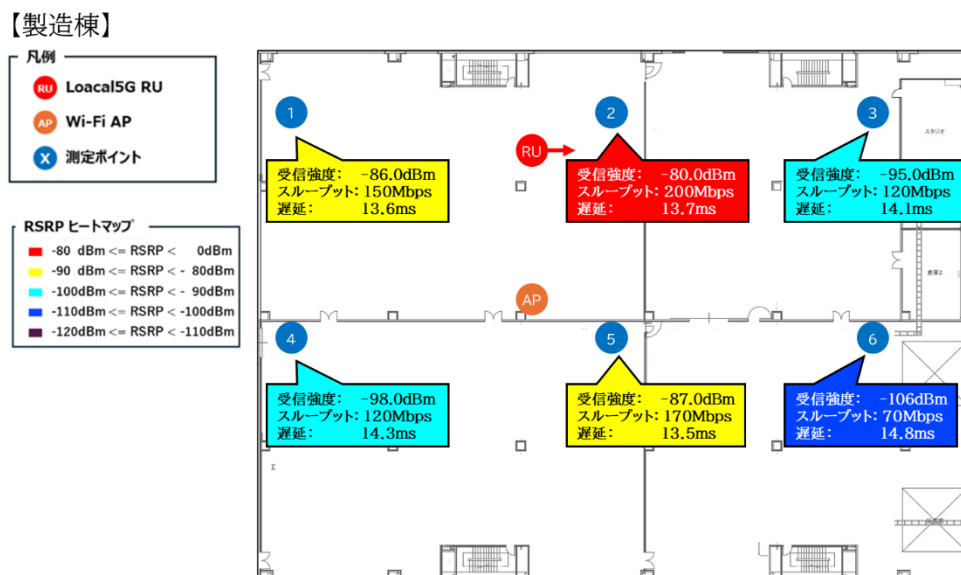 【製造棟】
凡例
RU Loacal5G RU
AP Wi-Fi AP
X 測定ポイント
RSRP ヒートマップ
-80 dBm <= RSRP < 0dBm
-90 dBm <= RSRP < - 80dBm
-100dBm <= RSRP < - 90dBm
-110dBm <= RSRP < -100dBm
-120dBm <= RSRP < -110dBm
1
受信強度: -86.0dBm
スループット: 150Mbps
遅延: 13.6ms
RU
2
受信強度: -80.0dBm
スループット: 200Mbps
遅延: 13.7ms
3
受信強度: -95.0dBm
スループット: 120Mbps
遅延: 14.1ms
スタジオ
AP
4
受信強度: -98.0dBm
スループット: 120Mbps
遅延: 14.3ms
5
受信強度: -87.0dBm
スループット: 170Mbps
遅延: 13.5ms
6
受信強度: -106dBm
スループット: 70Mbps
遅延: 14.8ms